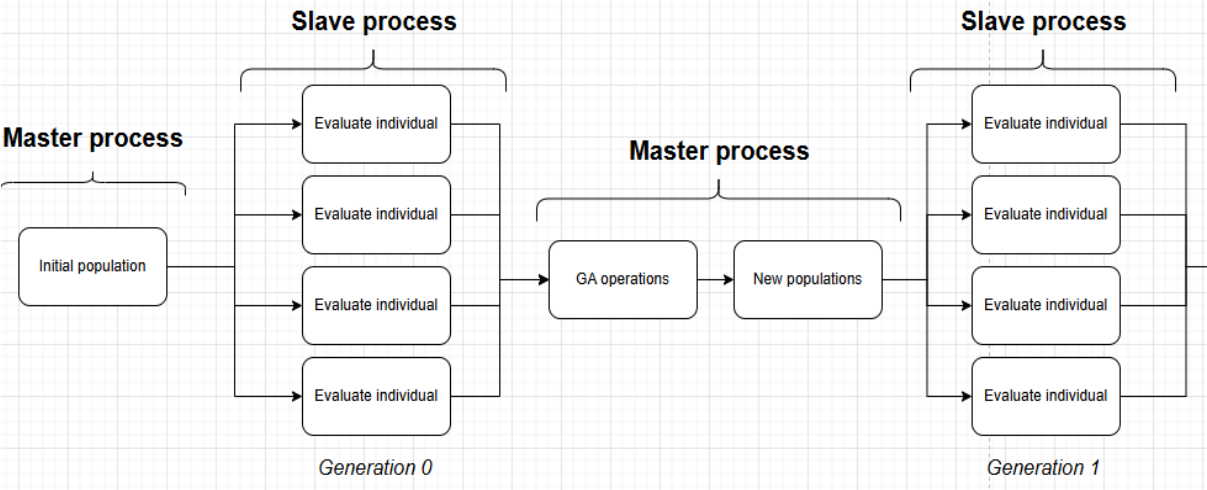 Slave process
Slave process
Master process
Master process
Evaluate individual
Evaluate individual
Evaluate individual
Evaluate individual
Initial population
GA operations
New populations
Evaluate individual
Evaluate individual
Evaluate individual
Evaluate individual
Generation 0
Generation 1